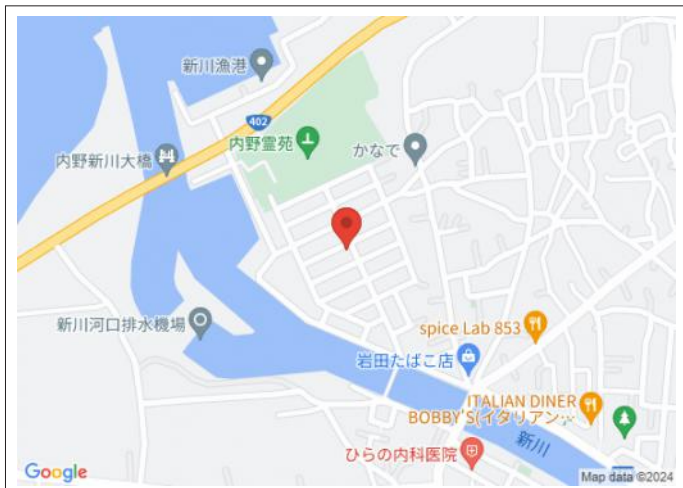 新川漁港
402
内野霊苑
かなで
内野新川大橋
新川河口排水機場
spice Lab 853
岩田たばこ店
ITALIAN DINER
BOBBY'S(イタリアン…
新川
ひらの内科医院
Google
Map data ©2024